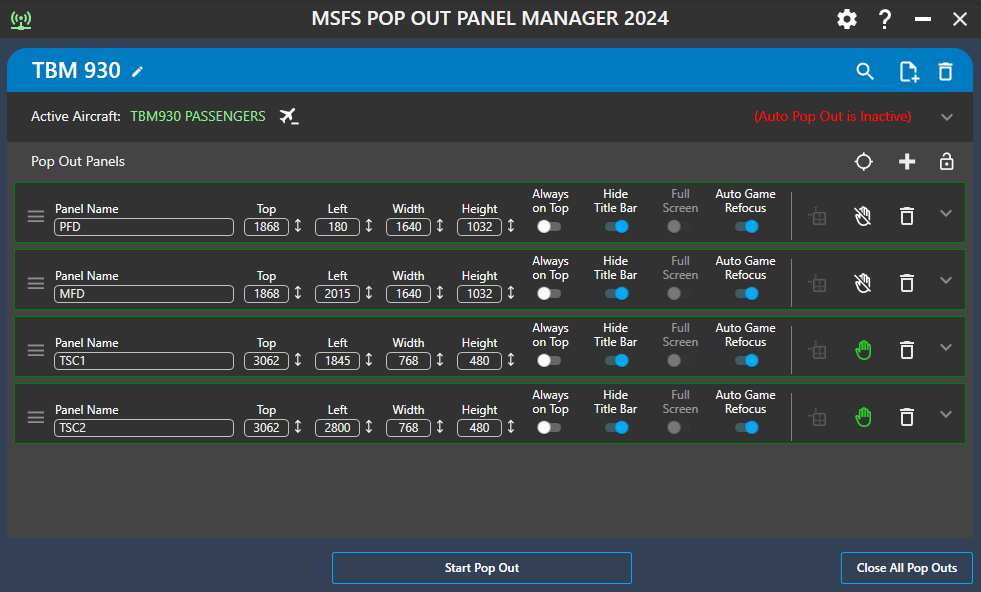 MSFS POP OUT PANEL MANAGER 2024
TBM 930
Active Aircraft: TBM930 PASSENGERS (Auto Pop Out is Inactive)
Pop Out Panels
Panel Name Top Left Width Height Always on Top Hide Title Bar Full Screen Auto Game Refocus
PFD 1868 180 1640 1032
Panel Name Top Left Width Height Always on Top Hide Title Bar Full Screen Auto Game Refocus
MFD 1868 2015 1640 1032
Panel Name Top Left Width Height Always on Top Hide Title Bar Full Screen Auto Game Refocus
TSC1 3062 1845 768 480
Panel Name Top Left Width Height Always on Top Hide Title Bar Full Screen Auto Game Refocus
TSC2 3062 2800 768 480
Start Pop Out
Close All Pop Outs